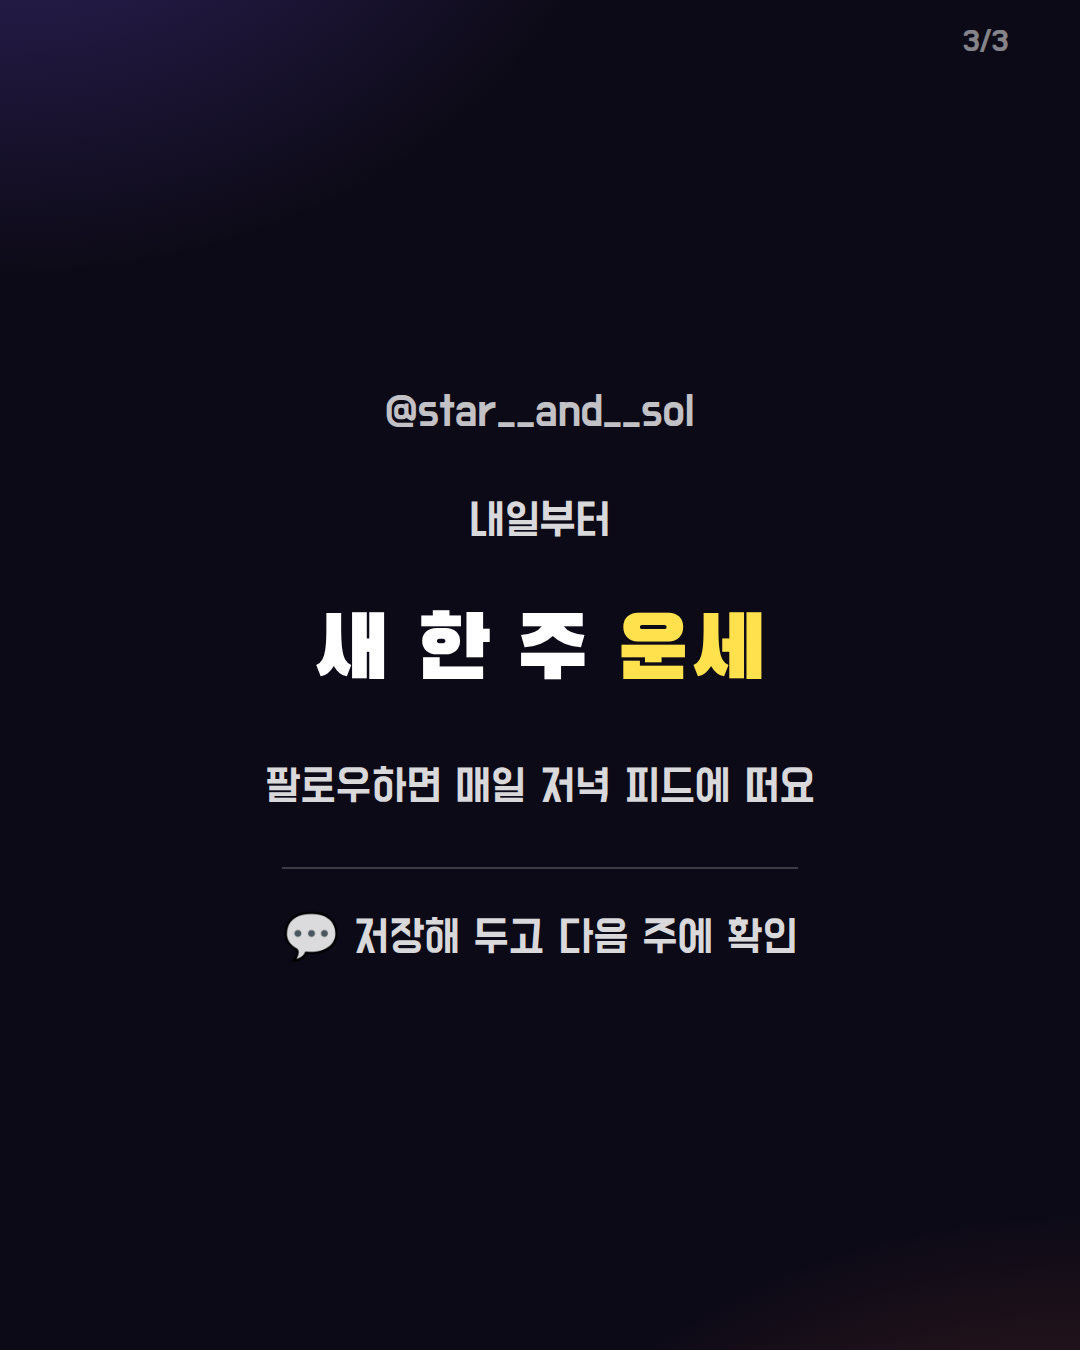 3/3
@star__and__sol
내일부터
새 한 주 운세
팔로우하면 매일 저녁 피드에 떠요
💬 저장해 두고 다음 주에 확인